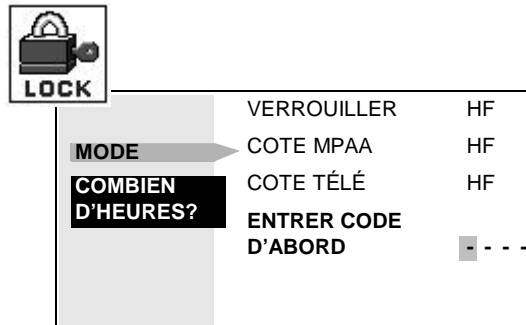 LOCK
VERROUILLER HF
MODE COTE MPAA HF
COMBIEN D'HEURES? COTE TÉLÉ HF
ENTRER CODE
D'ABORD - - - -